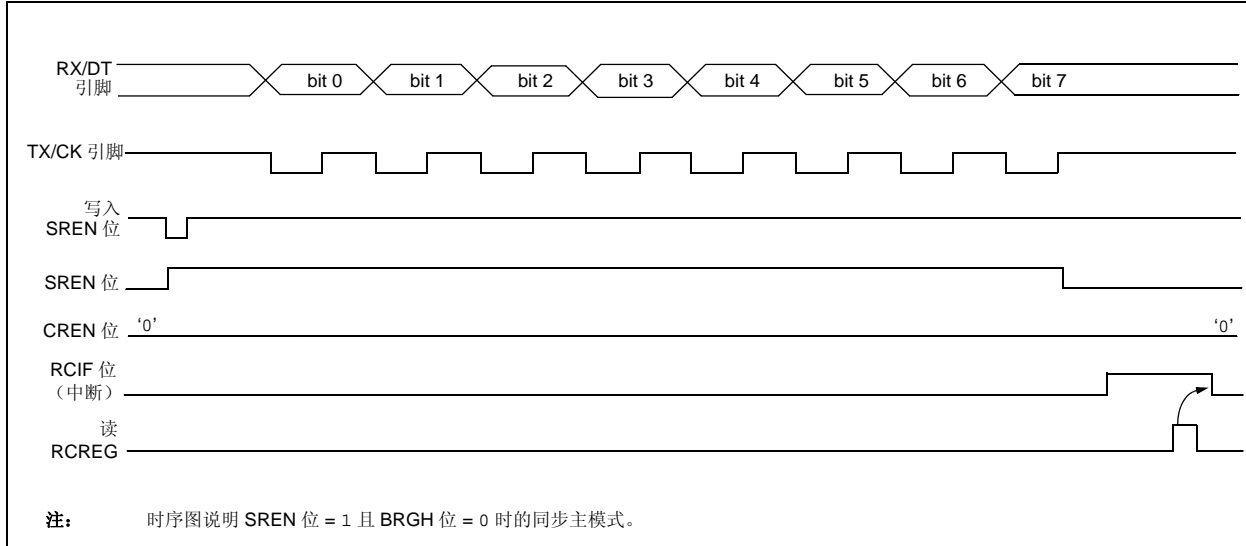 RX/DT
引脚
bit 0 bit 1 bit 2 bit 3 bit 4 bit 5 bit 6 bit 7
TX/CK 引脚
写入
SREN 位
SREN 位
CREN 位 ‘0’ ‘0’
RCIF 位
（中断）
读
RCREG
注： 时序图说明 SREN 位 = 1 且 BRGH 位 = 0 时的同步主模式。